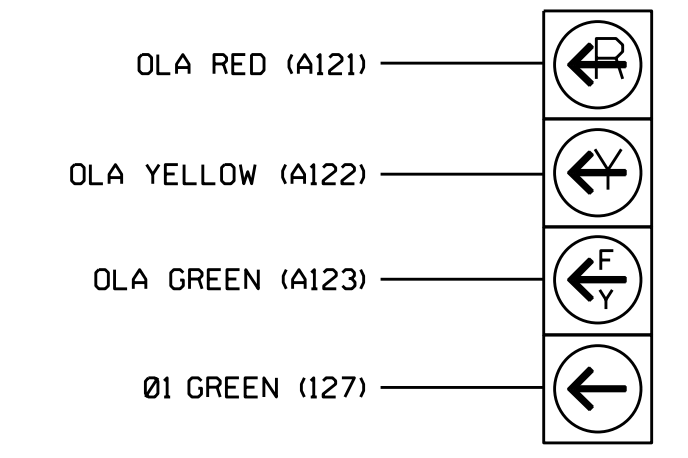 OLA RED (A121)
R
OLA YELLOW (A122)
Y
OLA GREEN (A123)
F
Y
Ø1 GREEN (127)